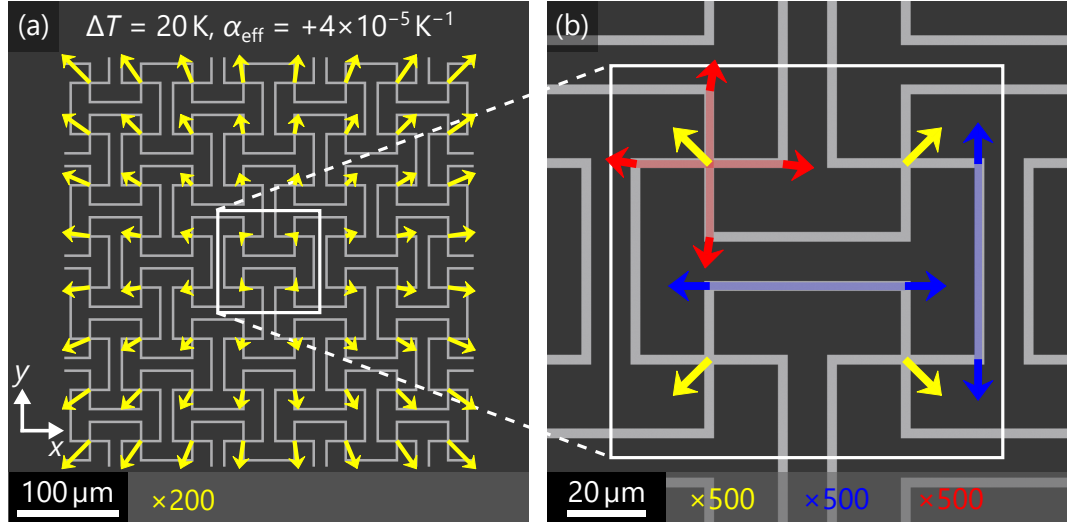 (a) ΔT = 20 K, α_eff = +4×10⁻⁵ K⁻¹
y
x
100 µm
×200
(b)
20 µm
×500 ×500 ×500